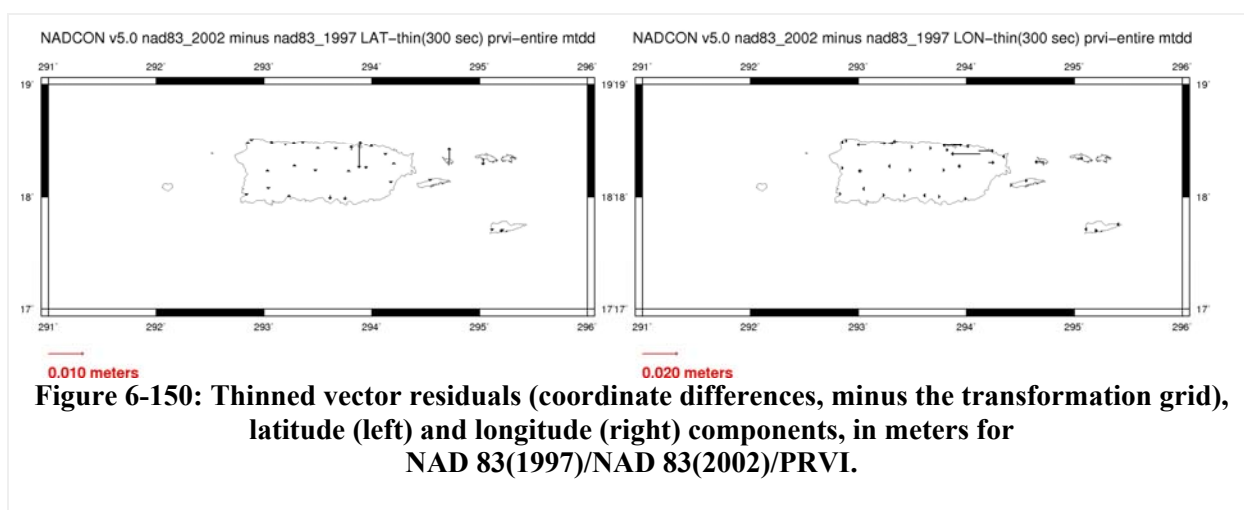 NADCON v5.0 nad83_2002 minus nad83_1997 LAT-thin(300 sec) prvi-entire mtdd
NADCON v5.0 nad83_2002 minus nad83_1997 LON-thin(300 sec) prvi-entire mtdd
291˚ 292˚ 293˚ 294˚ 295˚ 296˚
291˚ 292˚ 293˚ 294˚ 295˚ 296˚
19˚ 19˚19˚ 19˚
18˚ 18˚18˚ 18˚
17˚ 17˚17˚ 17˚
291˚ 292˚ 293˚ 294˚ 295˚ 296˚
291˚ 292˚ 293˚ 294˚ 295˚ 296˚
0.010 meters
0.020 meters
Figure 6-150: Thinned vector residuals (coordinate differences, minus the transformation grid),
latitude (left) and longitude (right) components, in meters for
NAD 83(1997)/NAD 83(2002)/PRVI.